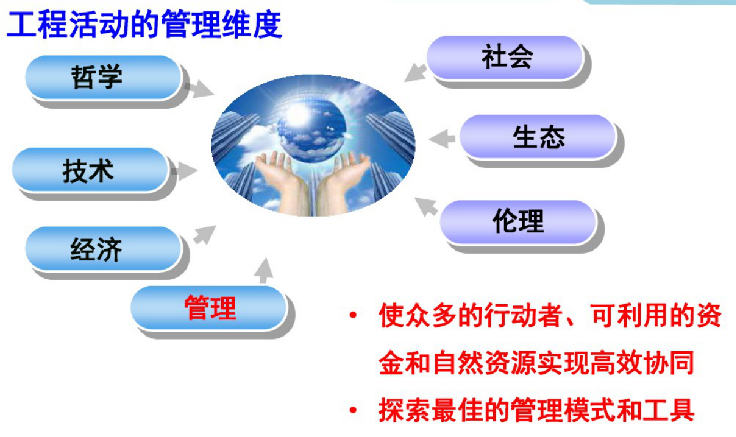 工程活动的管理维度
哲学
技术
经济
管理
社会
生态
伦理
• 使众多的行动者、可利用的资
金和自然资源实现高效协同
• 探索最佳的管理模式和工具